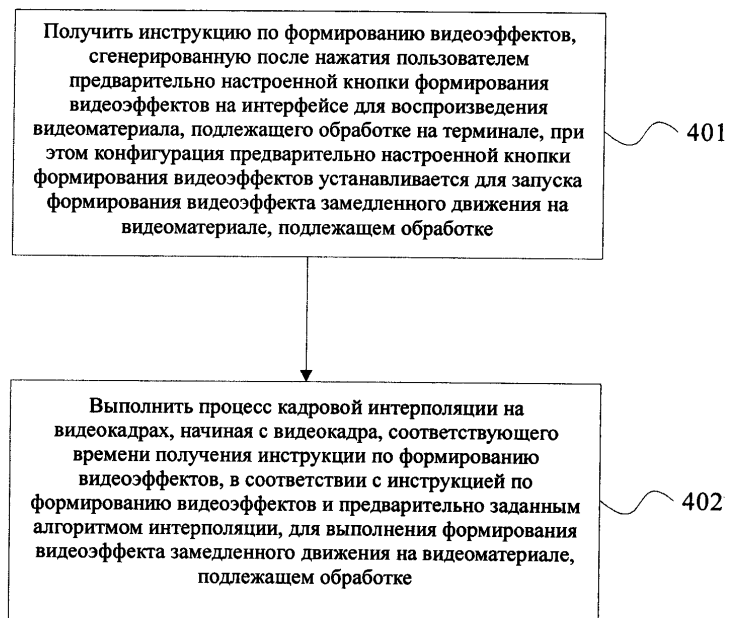 Получить инструкцию по формированию видеоэффектов,
сгенерированную после нажатия пользователем
предварительно настроенной кнопки формирования
видеоэффектов на интерфейсе для воспроизведения
видеоматериала, подлежащего обработке на терминале, при
этом конфигурация предварительно настроенной кнопки
формирования видеоэффектов устанавливается для запуска
формирования видеоэффекта замедленного движения на
видеоматериале, подлежащем обработке
401
Выполнить процесс кадровой интерполяции на
видеокадрах, начиная с видеокадра, соответствующего
времени получения инструкции по формированию
видеоэффектов, в соответствии с инструкцией по
формированию видеоэффектов и предварительно заданным
алгоритмом интерполяции, для выполнения формирования
видеоэффекта замедленного движения на видеоматериале,
подлежащем обработке
402